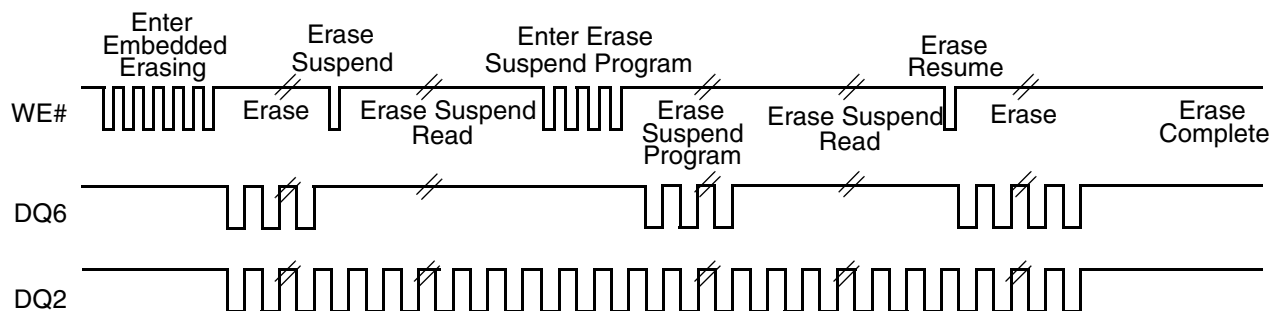 Enter
Embedded
Erasing
Erase
Suspend
Enter Erase
Suspend Program
Erase
Resume
WE#
Erase
Erase Suspend
Read
Erase
Suspend
Program
Erase Suspend
Read
Erase
Erase
Complete
DQ6
DQ2